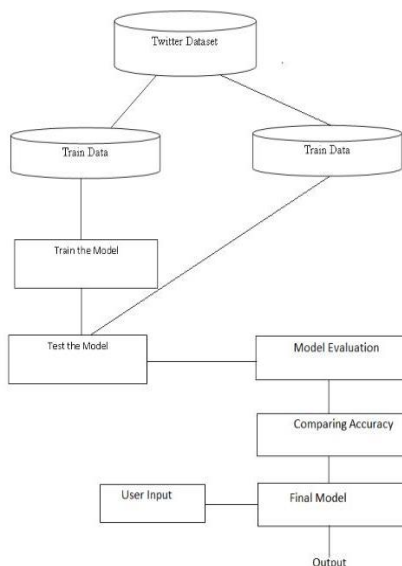 Twitter Dataset
Train Data
Train Data
Train the Model
Test the Model
Model Evaluation
Comparing Accuracy
User Input
Final Model
Output